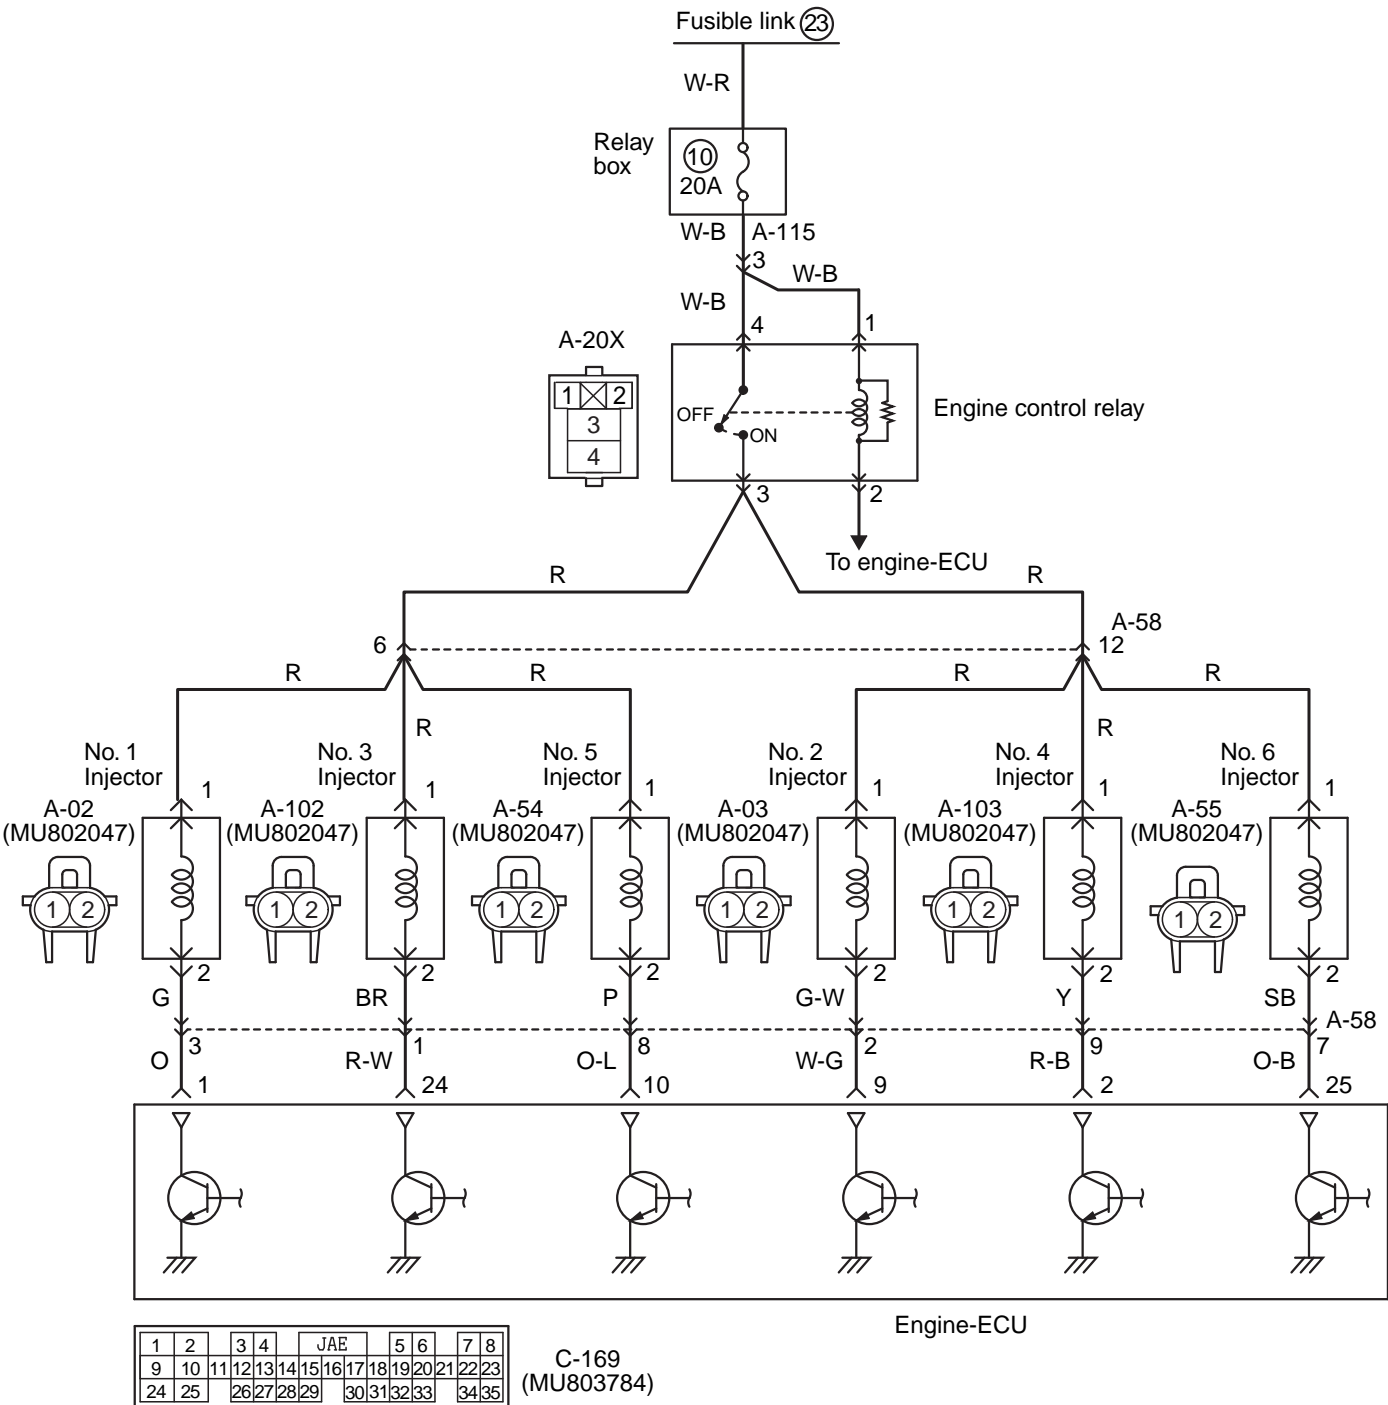 Fusible link 23
W-R
Relay
box
10
20A
W-B A-115
3
W-B
W-B
4 1
A-20X
1 2
3
4
OFF
ON
Engine control relay
3 2
To engine-ECU
R R
A-58
6 12
R R R R
R R
No. 1
Injector
No. 3
Injector
No. 5
Injector
No. 2
Injector
No. 4
Injector
No. 6
Injector
1 1 1 1 1 1
A-02
(MU802047)
A-102
(MU802047)
A-54
(MU802047)
A-03
(MU802047)
A-103
(MU802047)
A-55
(MU802047)
1 2 1 2 1 2 1 2 1 2 1 2
2 2 2 2 2 2
G BR P G-W Y SB
A-58
3 1 8 2 9 7
O R-W O-L W-G R-B O-B
1 24 10 9 2 25
Engine-ECU
1 2 3 4 JAE 5 6 7 8
9 10 11 12 13 14 15 16 17 18 19 20 21 22 23
24 25 26 27 28 29 30 31 32 33 34 35
C-169
(MU803784)